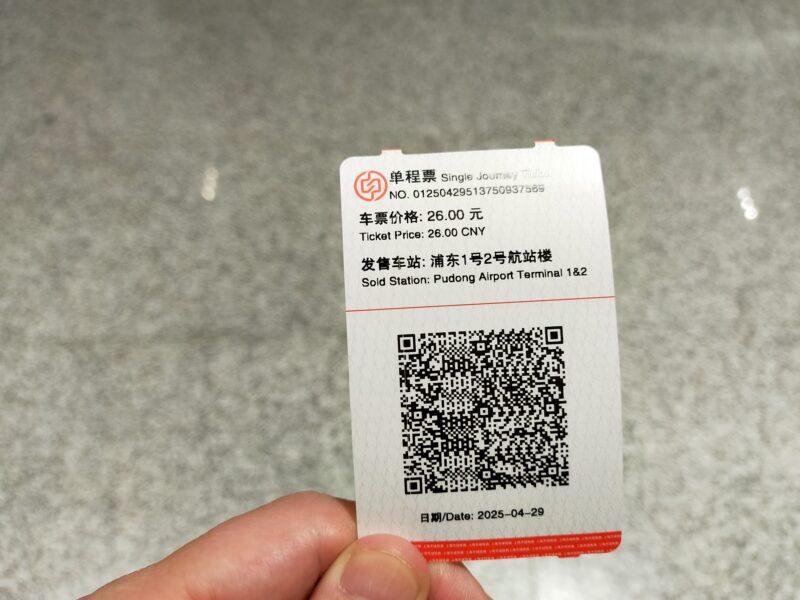 单程票 Single Journey Ticket
NO. 01250429513750937569
车票价格: 26.00 元
Ticket Price: 26.00 CNY
发售车站: 浦东1号2号航站楼
Sold Station: Pudong Airport Terminal 1&2
日期/Date: 2025-04-29